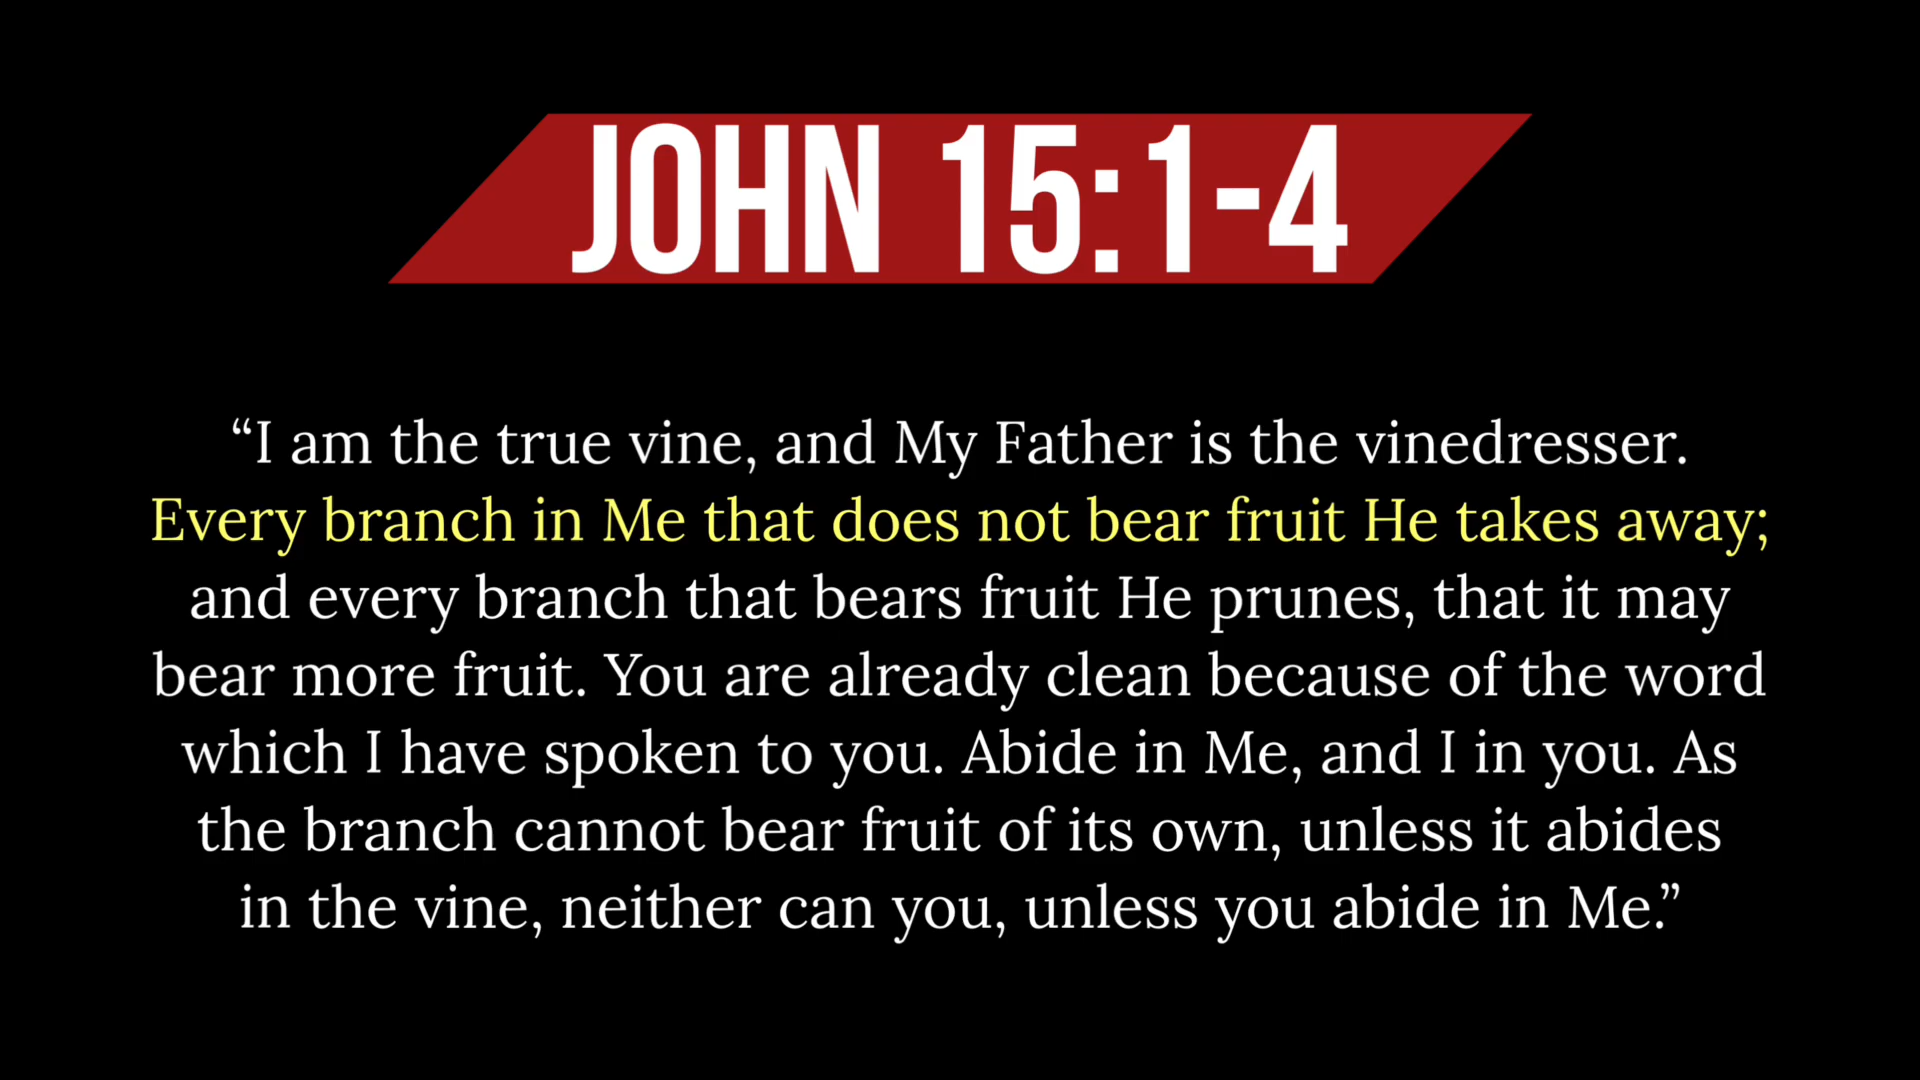 JOHN 15:1-4
“I am the true vine, and My Father is the vinedresser.
Every branch in Me that does not bear fruit He takes away;
and every branch that bears fruit He prunes, that it may
bear more fruit. You are already clean because of the word
which I have spoken to you. Abide in Me, and I in you. As
the branch cannot bear fruit of its own, unless it abides
in the vine, neither can you, unless you abide in Me.”